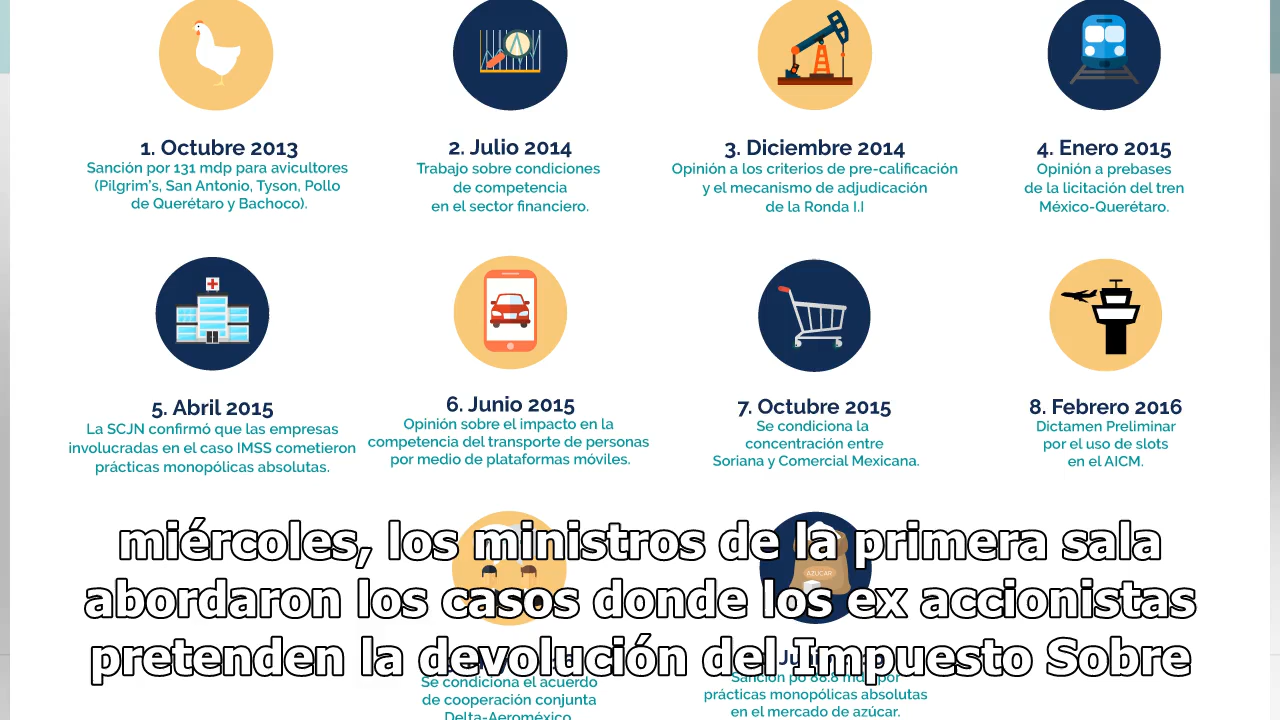 1. Octubre 2013
Sanción por 131 mdp para avicultores
(Pilgrim's, San Antonio, Tyson, Pollo
de Querétaro y Bachoco).
2. Julio 2014
Trabajo sobre condiciones
de competencia
en el sector financiero.
3. Diciembre 2014
Opinión a los criterios de pre-calificación
y el mecanismo de adjudicación
de la Ronda I.I
4. Enero 2015
Opinión a prebases
de la licitación del tren
México-Querétaro.
5. Abril 2015
La SCJN confirmó que las empresas
involucradas en el caso IMSS cometieron
prácticas monopólicas absolutas.
6. Junio 2015
Opinión sobre el impacto en la
competencia del transporte de personas
por medio de plataformas móviles.
7. Octubre 2015
Se condiciona la
concentración entre
Soriana y Comercial Mexicana.
8. Febrero 2016
Dictamen Preliminar
por el uso de slots
en el AICM.
AZÚCAR
miércoles, los ministros de la primera sala
abordaron los casos donde los ex accionistas
pretenden la devolución del Impuesto Sobre
Se condiciona el acuerdo
de cooperación conjunta
Delta-Aeroméxico
Sanción po 88.8 por
prácticas monopólicas absolutas
en el mercado de azúcar.